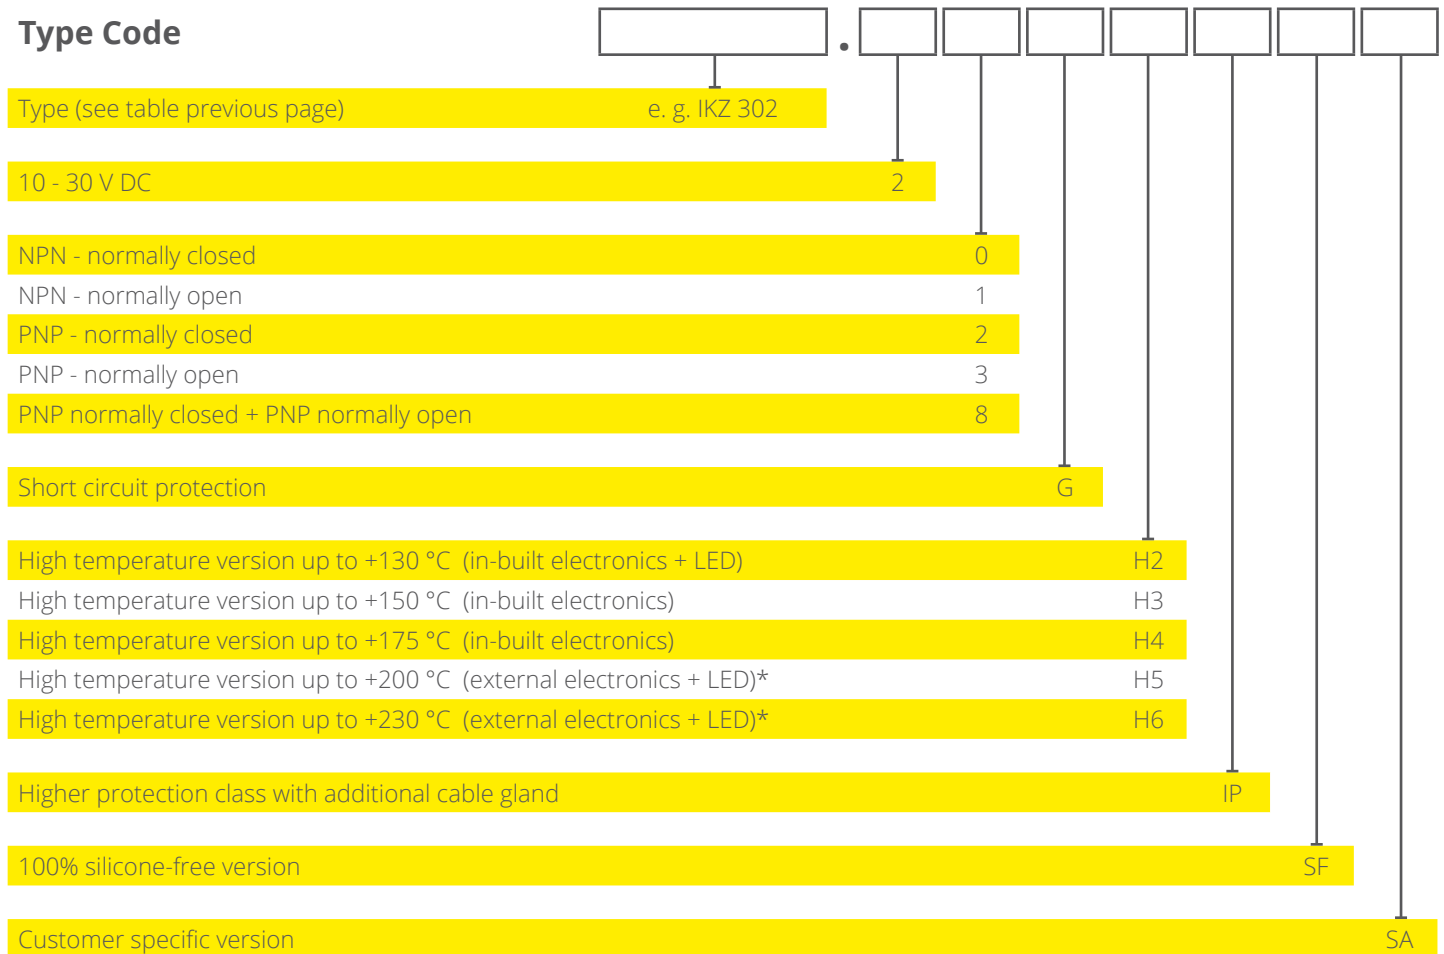 Type Code
.
Type (see table previous page) e. g. IKZ 302
10 - 30 V DC 2
NPN - normally closed 0
NPN - normally open 1
PNP - normally closed 2
PNP - normally open 3
PNP normally closed + PNP normally open 8
Short circuit protection G
High temperature version up to +130 °C (in-built electronics + LED) H2
High temperature version up to +150 °C (in-built electronics) H3
High temperature version up to +175 °C (in-built electronics) H4
High temperature version up to +200 °C (external electronics + LED)* H5
High temperature version up to +230 °C (external electronics + LED)* H6
Higher protection class with additional cable gland IP
100% silicone-free version SF
Customer specific version SA